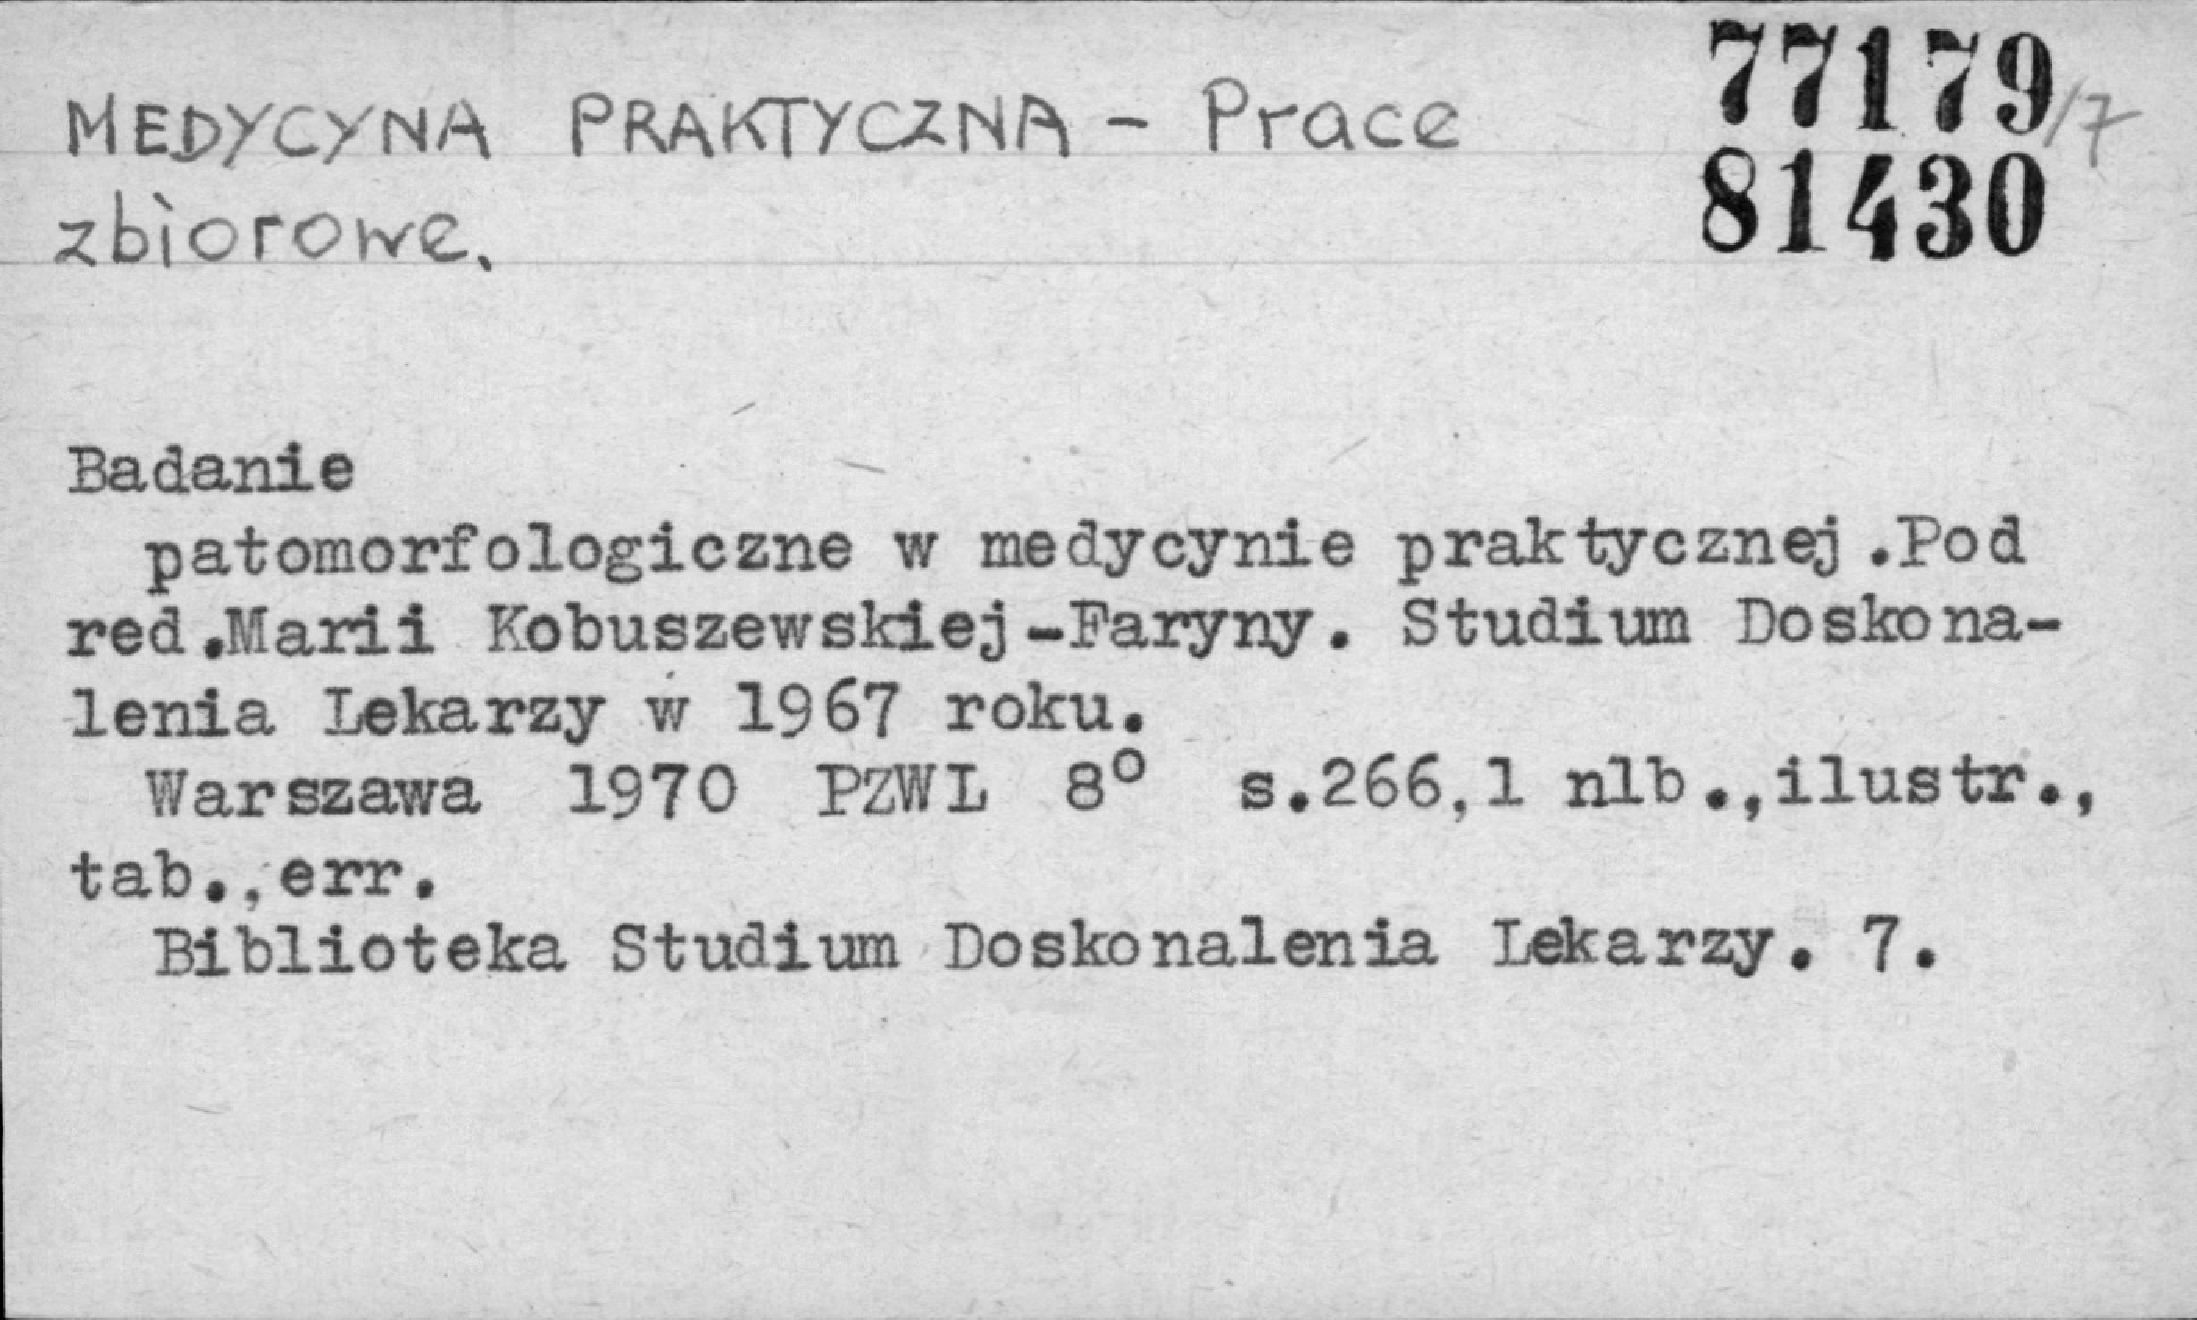 77179/7
MEDYCYNA PRAKTYCZNA - Prace
81430
zbiorowe.
Badanie
patomorfologiczne w medycynie praktycznej.Pod
red.Marii Kobuszewskiej-Faryny. Studium Doskona-
lenia Lekarzy w 1967 roku.
Warszawa 1970 PZWL 8° s.266,1 nlb.,ilustr.,
tab.,err.
Biblioteka Studium Doskonalenia Lekarzy. 7.